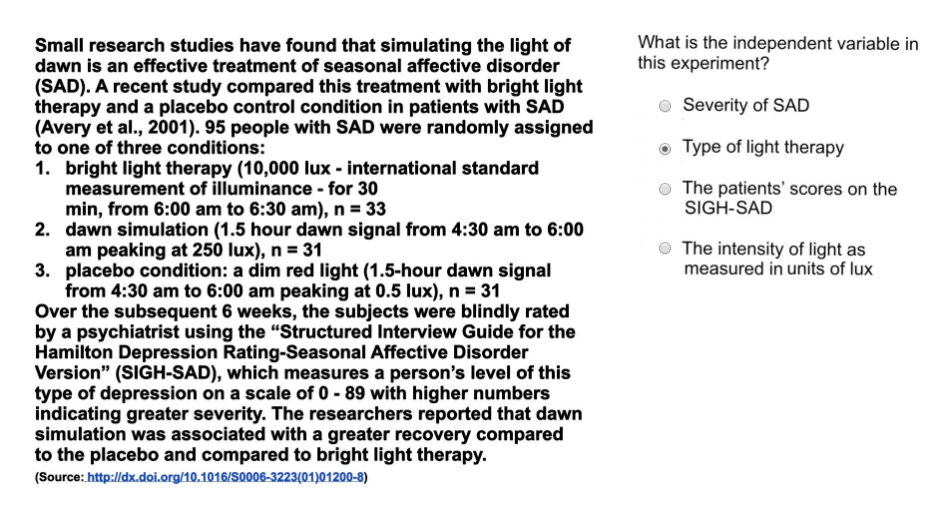 Small research studies have found that simulating the light of
dawn is an effective treatment of seasonal affective disorder
(SAD). A recent study compared this treatment with bright light
therapy and a placebo control condition in patients with SAD
(Avery et al., 2001). 95 people with SAD were randomly assigned
to one of three conditions:
1. bright light therapy (10,000 lux - international standard
measurement of illuminance - for 30
min, from 6:00 am to 6:30 am), n = 33
2. dawn simulation (1.5 hour dawn signal from 4:30 am to 6:00
am peaking at 250 lux), n = 31
3. placebo condition: a dim red light (1.5-hour dawn signal
from 4:30 am to 6:00 am peaking at 0.5 lux), n = 31
Over the subsequent 6 weeks, the subjects were blindly rated
by a psychiatrist using the “Structured Interview Guide for the
Hamilton Depression Rating-Seasonal Affective Disorder
Version” (SIGH-SAD), which measures a person’s level of this
type of depression on a scale of 0 - 89 with higher numbers
indicating greater severity. The researchers reported that dawn
simulation was associated with a greater recovery compared
to the placebo and compared to bright light therapy.
(Source: http://dx.doi.org/10.1016/S0006-3223(01)01200-8)
What is the independent variable in
this experiment?
Severity of SAD
Type of light therapy
The patients’ scores on the
SIGH-SAD
The intensity of light as
measured in units of lux